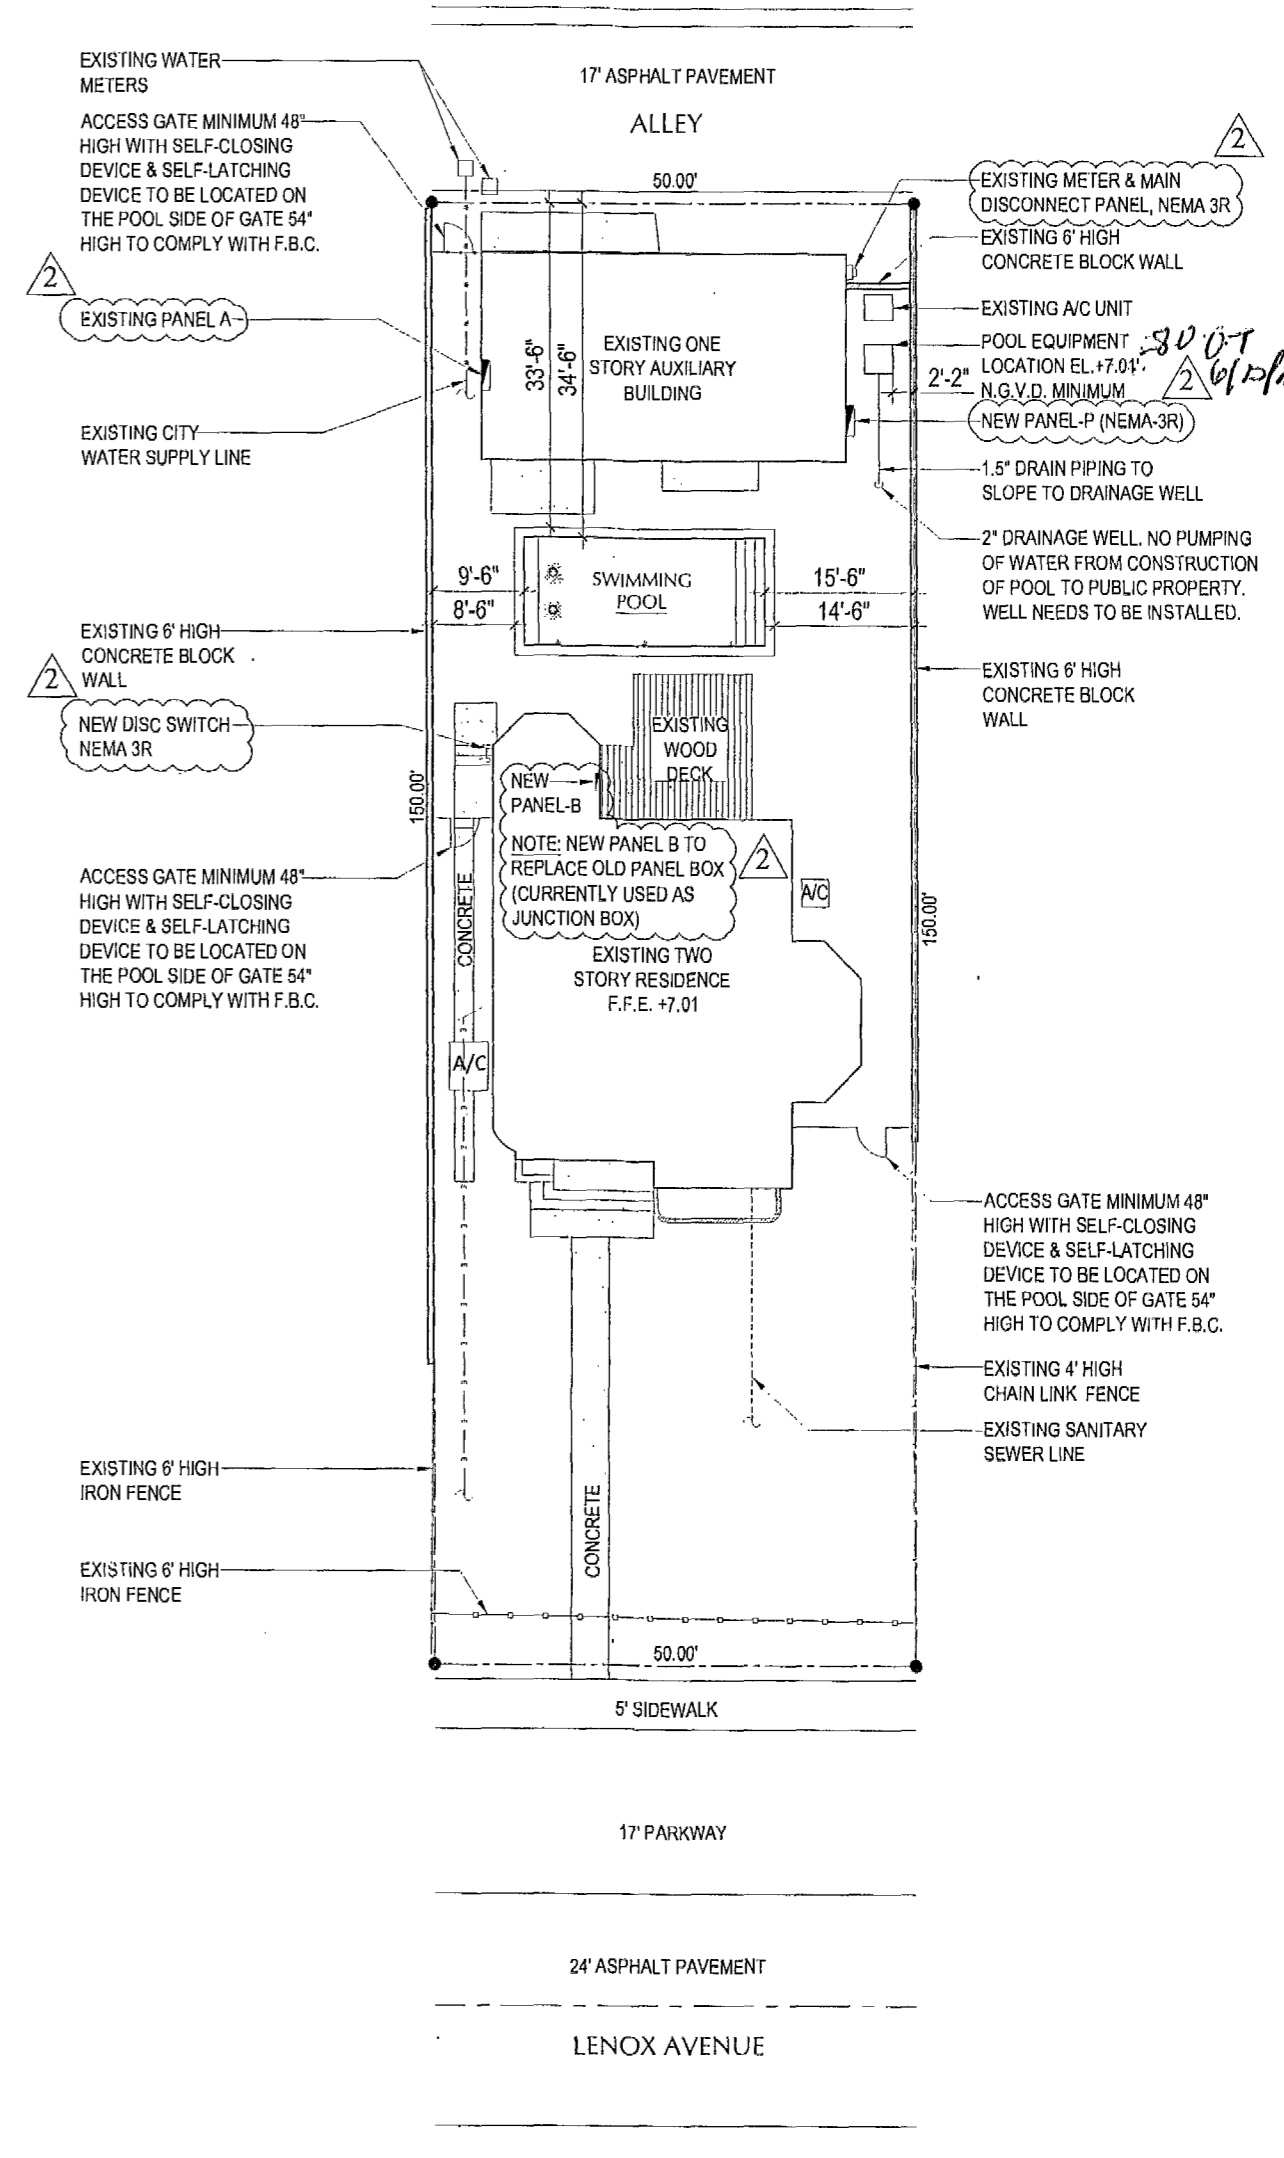 17' ASPHALT PAVEMENT
ALLEY
EXISTING WATER
METERS
ACCESS GATE MINIMUM 48"
HIGH WITH SELF-CLOSING
DEVICE & SELF-LATCHING
DEVICE TO BE LOCATED ON
THE POOL SIDE OF GATE 54"
HIGH TO COMPLY WITH F.B.C.
2
EXISTING PANEL A
EXISTING CITY
WATER SUPPLY LINE
50.00'
33'-6"
34'-6"
EXISTING ONE
STORY AUXILIARY
BUILDING
2
EXISTING METER & MAIN
DISCONNECT PANEL, NEMA 3R
EXISTING 6' HIGH
CONCRETE BLOCK WALL
EXISTING A/C UNIT
POOL EQUIPMENT
LOCATION EL.+7.01'
N.G.V.D. MINIMUM
2
2'-2"
NEW PANEL-P (NEMA-3R)
1.5" DRAIN PIPING TO
SLOPE TO DRAINAGE WELL
2" DRAINAGE WELL. NO PUMPING
OF WATER FROM CONSTRUCTION
OF POOL TO PUBLIC PROPERTY.
WELL NEEDS TO BE INSTALLED.
9'-6"
8'-6"
SWIMMING
POOL
15'-6"
14'-6"
EXISTING 6' HIGH
CONCRETE BLOCK
WALL
2
NEW DISC SWITCH
NEMA 3R
EXISTING 6' HIGH
CONCRETE BLOCK
WALL
EXISTING
WOOD
DECK
150.00'
NEW
PANEL-B
NOTE: NEW PANEL B TO
REPLACE OLD PANEL BOX
(CURRENTLY USED AS
JUNCTION BOX)
2
A/C
CONCRETE
150.00'
ACCESS GATE MINIMUM 48"
HIGH WITH SELF-CLOSING
DEVICE & SELF-LATCHING
DEVICE TO BE LOCATED ON
THE POOL SIDE OF GATE 54"
HIGH TO COMPLY WITH F.B.C.
EXISTING TWO
STORY RESIDENCE
F.F.E. +7.01
A/C
ACCESS GATE MINIMUM 48"
HIGH WITH SELF-CLOSING
DEVICE & SELF-LATCHING
DEVICE TO BE LOCATED ON
THE POOL SIDE OF GATE 54"
HIGH TO COMPLY WITH F.B.C.
EXISTING 4' HIGH
CHAIN LINK FENCE
EXISTING SANITARY
SEWER LINE
EXISTING 6' HIGH
IRON FENCE
CONCRETE
EXISTING 6' HIGH
IRON FENCE
50.00'
5' SIDEWALK
17' PARKWAY
24' ASPHALT PAVEMENT
LENOX AVENUE